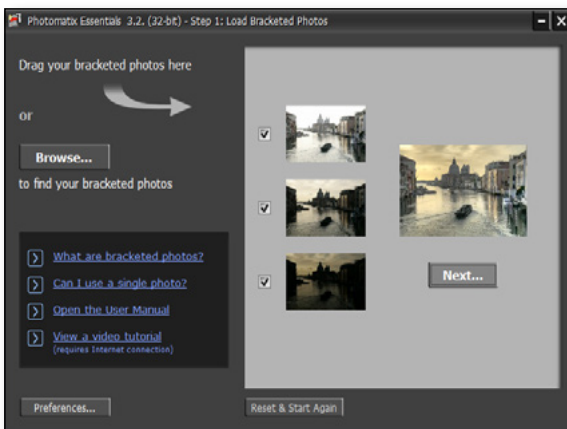 Photomatix Essentials 3.2. (32-bit) - Step 1: Load Bracketed Photos
Drag your bracketed photos here
or
Browse...
to find your bracketed photos
What are bracketed photos?
Can I use a single photo?
Open the User Manual
View a video tutorial
(requires Internet connection)
Next...
Preferences...
Reset & Start Again